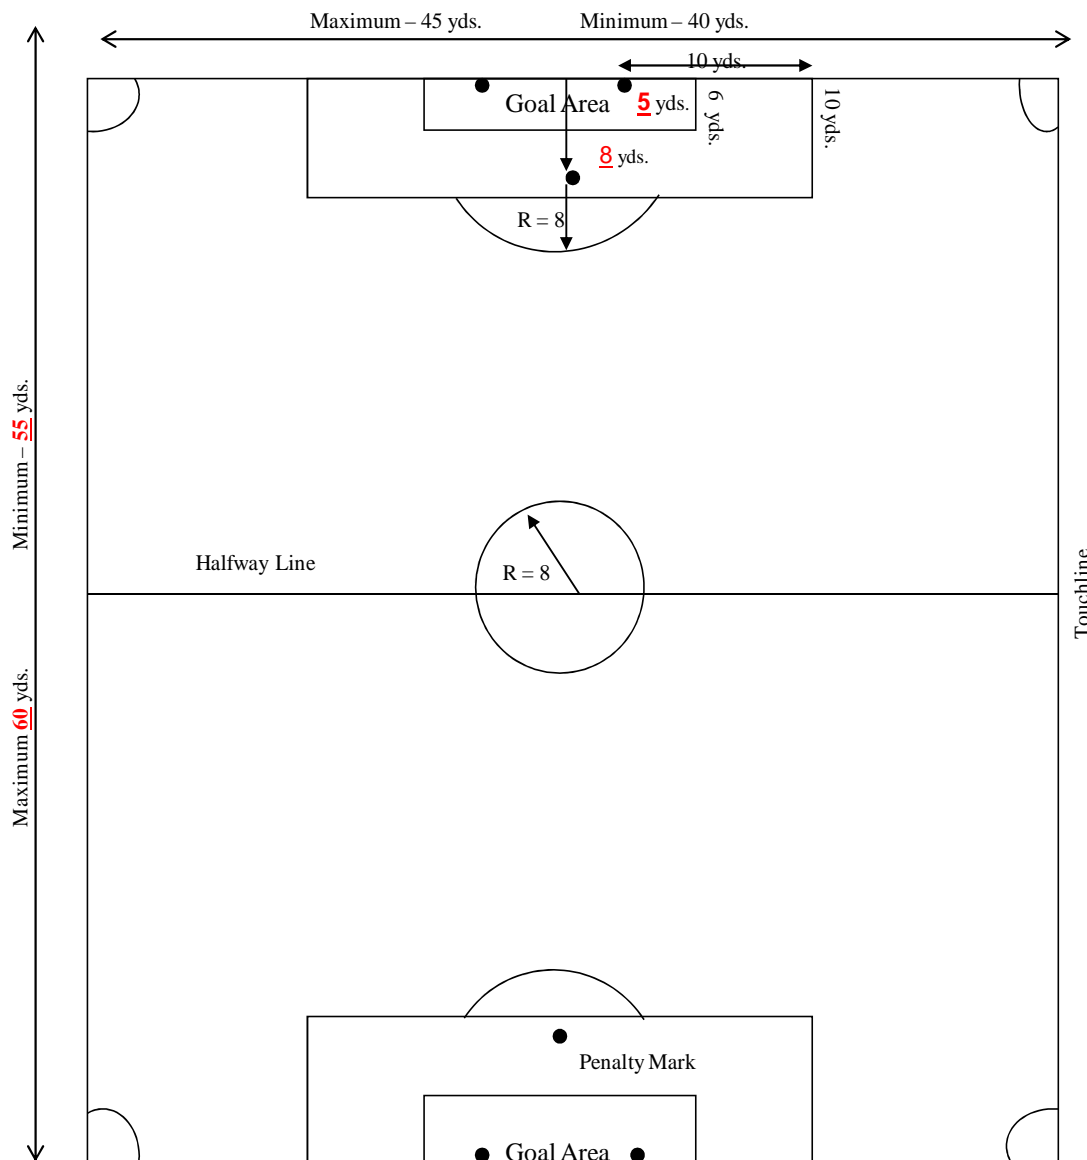 Maximum – 45 yds.
Minimum – 40 yds.
10 yds.
Goal Area
5 yds.
6 yds.
10 yds.
8 yds.
R = 8
Minimum – 55 yds.
Halfway Line
R = 8
Touchline
Maximum 60 yds.
Penalty Mark
Goal Area